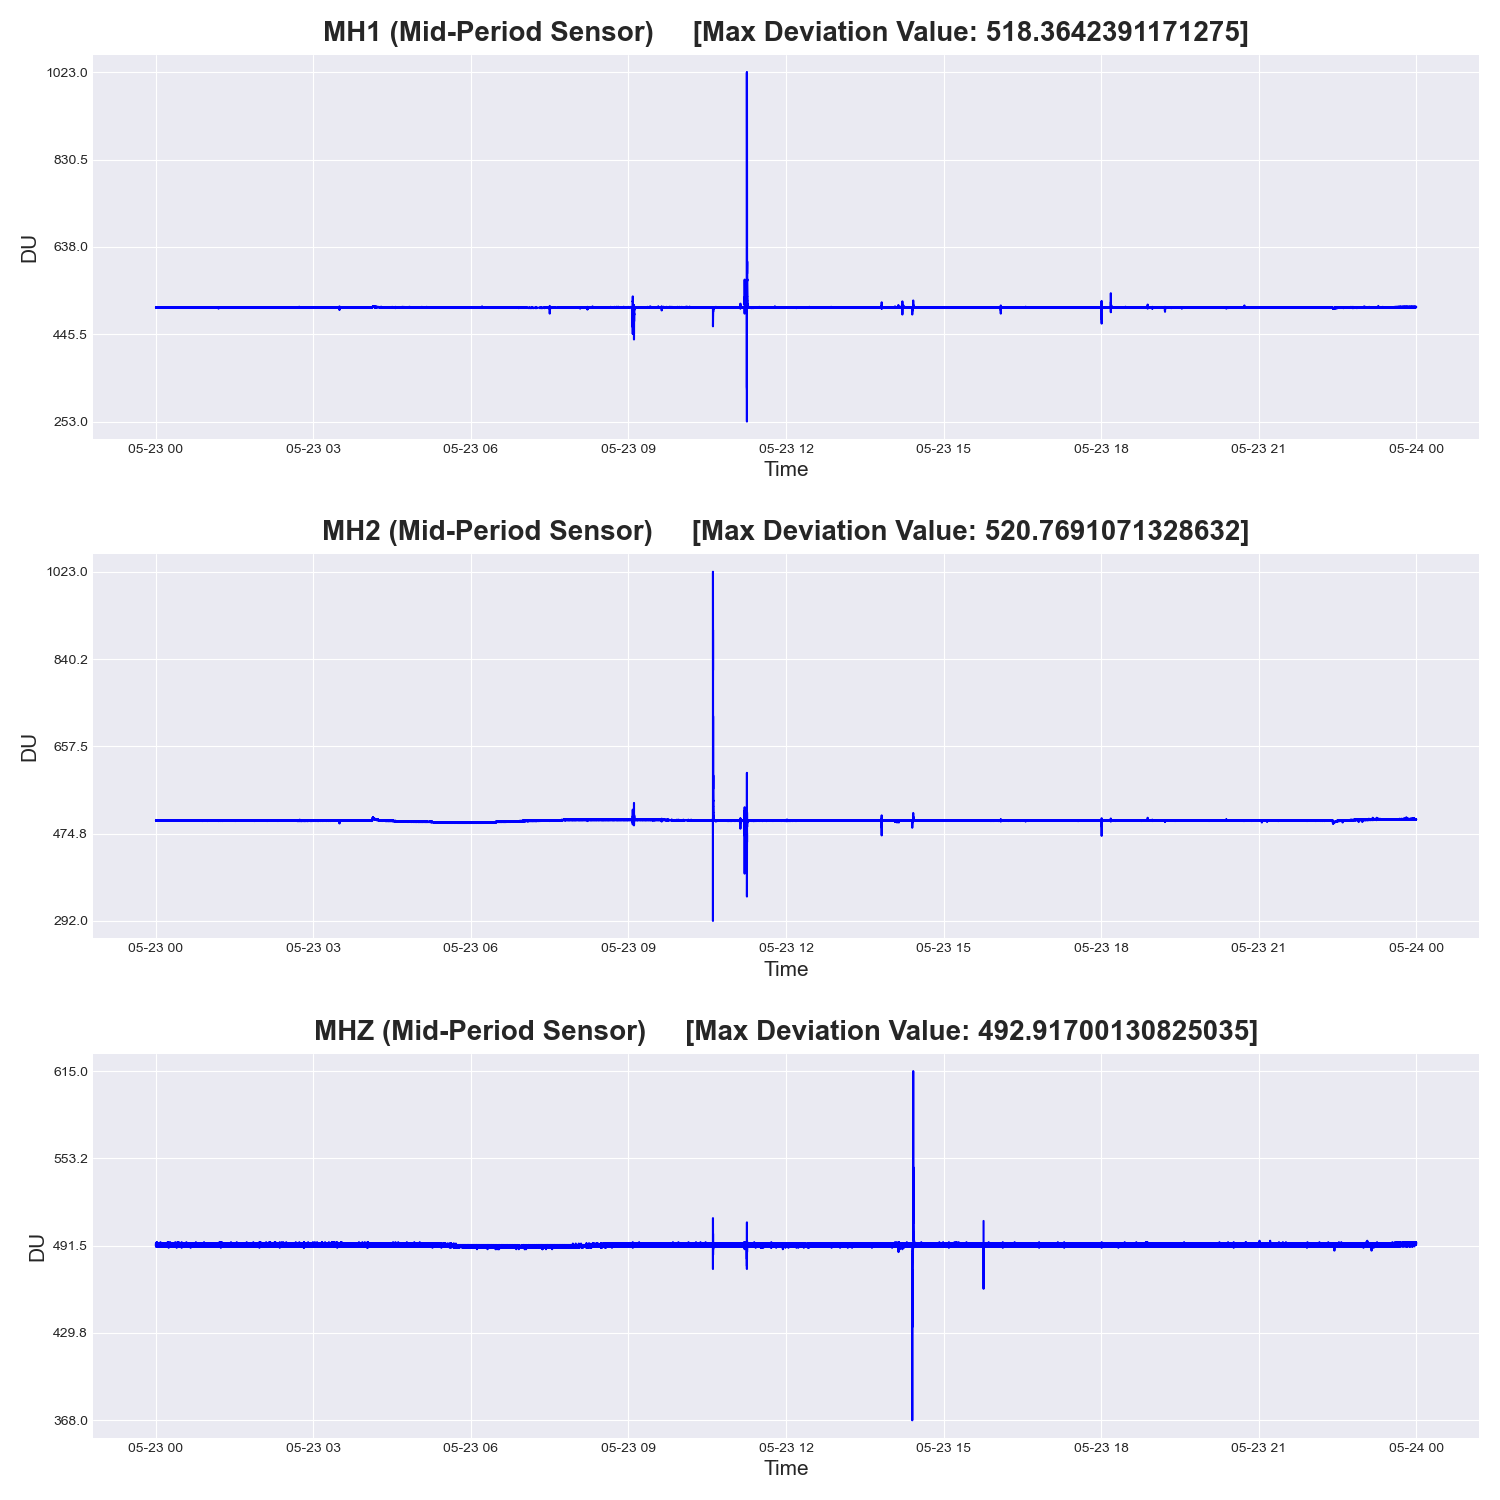 MH1 (Mid-Period Sensor) [Max Deviation Value: 518.3642391171275]
1023.0
830.5
638.0
445.5
253.0
DU
05-23 00 05-23 03 05-23 06 05-23 09 05-23 12 05-23 15 05-23 18 05-23 21 05-24 00
Time
MH2 (Mid-Period Sensor) [Max Deviation Value: 520.7691071328632]
1023.0
840.2
657.5
474.8
292.0
DU
05-23 00 05-23 03 05-23 06 05-23 09 05-23 12 05-23 15 05-23 18 05-23 21 05-24 00
Time
MHZ (Mid-Period Sensor) [Max Deviation Value: 492.91700130825035]
615.0
553.2
491.5
429.8
368.0
DU
05-23 00 05-23 03 05-23 06 05-23 09 05-23 12 05-23 15 05-23 18 05-23 21 05-24 00
Time